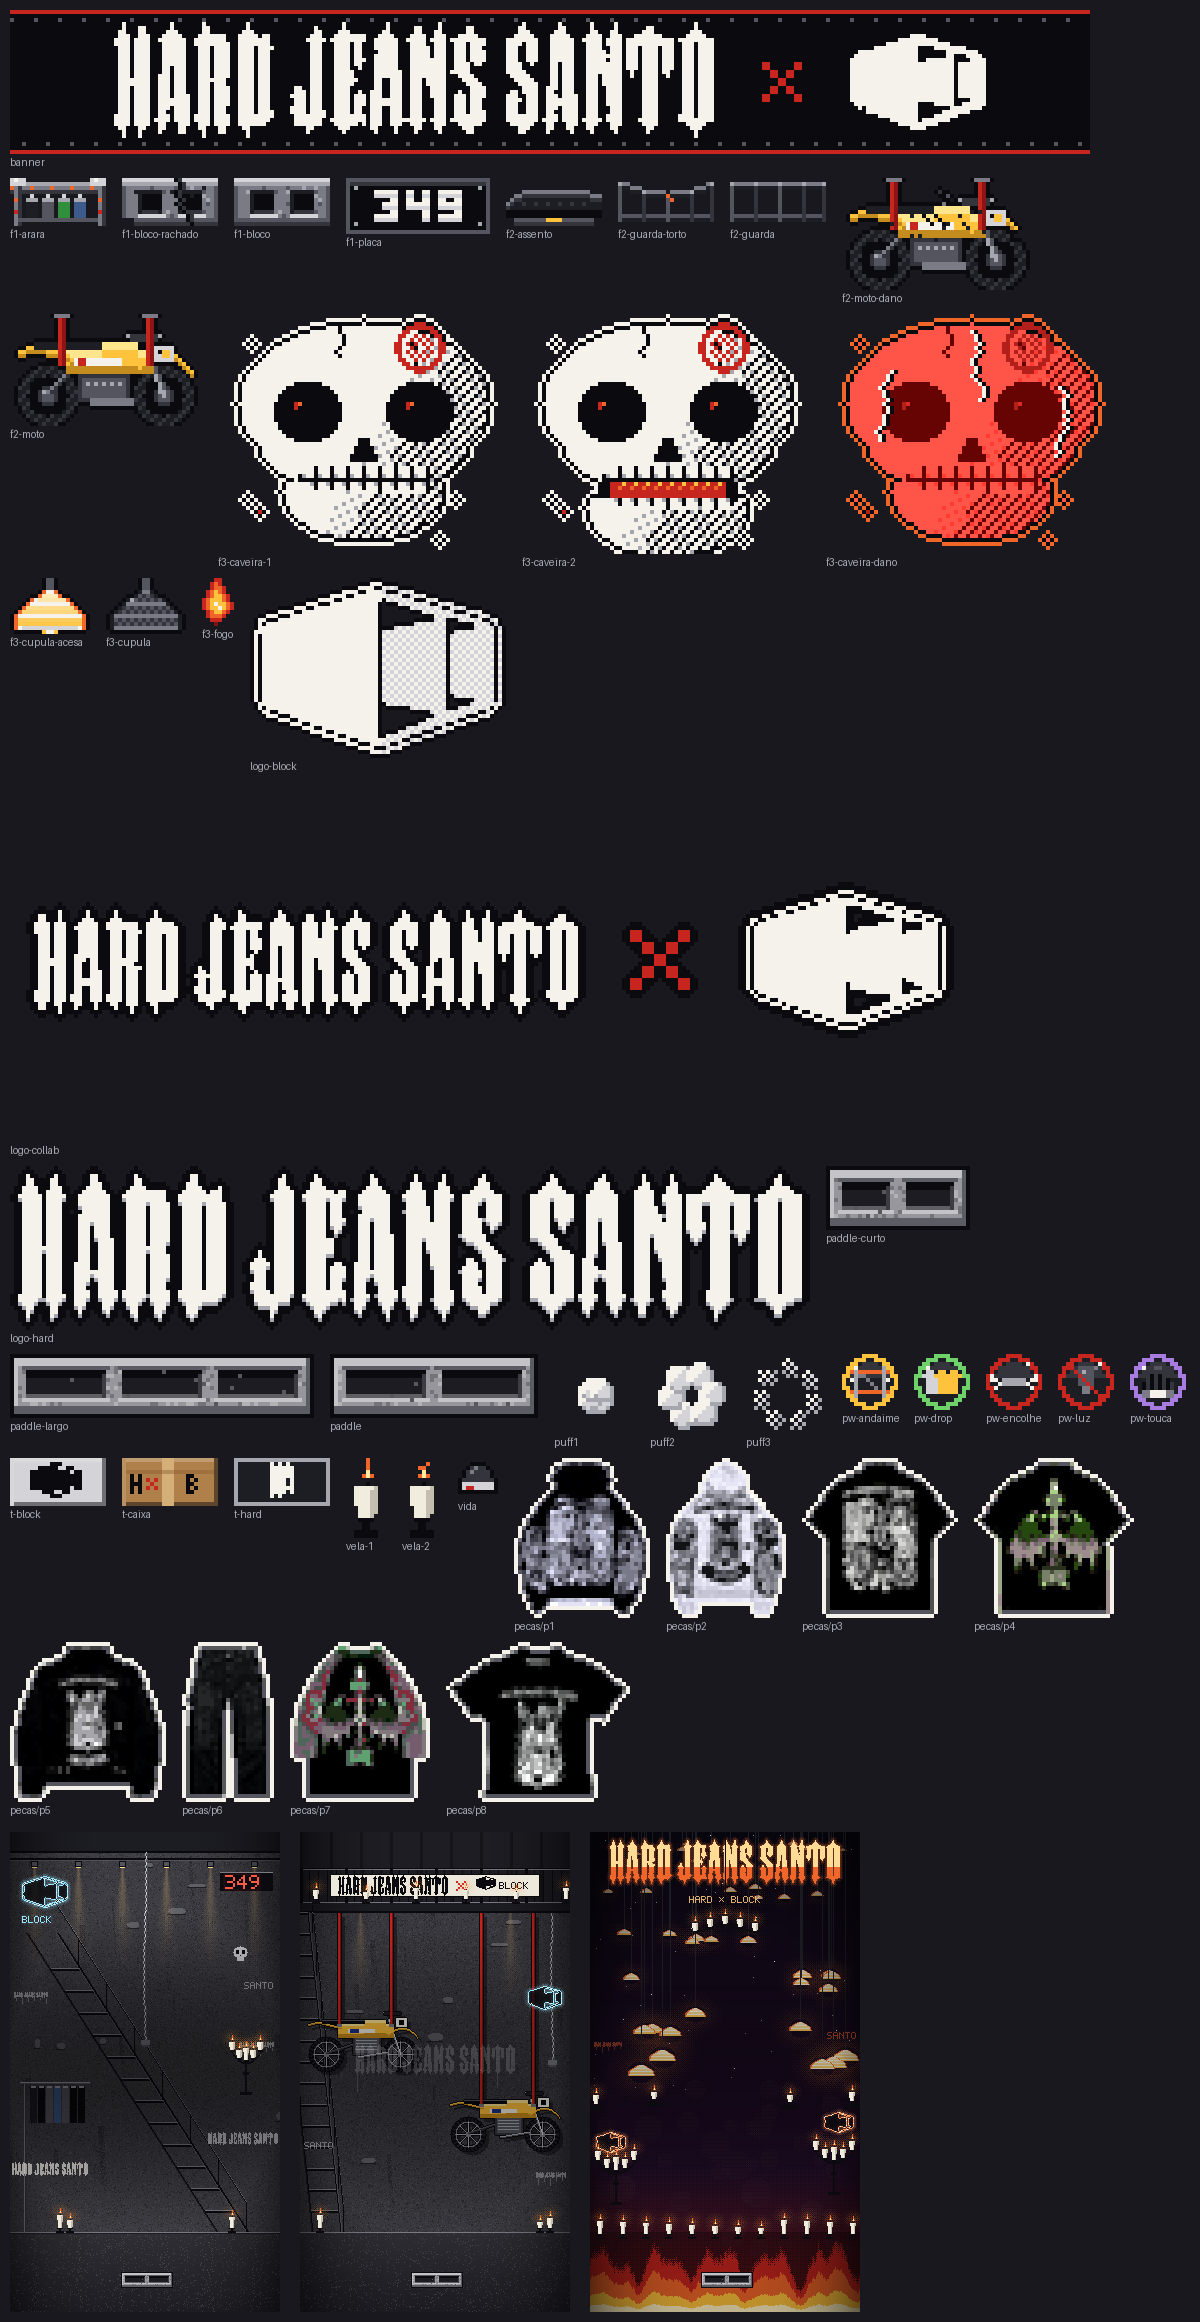 HARD JEANS SANTO X
banner
349
f1-arara f1-bloco-rachado f1-bloco f1-placa f2-assento f2-guarda-torto f2-guarda f2-moto-dano
f2-moto f3-caveira-1 f3-caveira-2 f3-caveira-dano
f3-cupula-acesa f3-cupula f3-fogo logo-block
HARD JEANS SANTO X
logo-collab
HARD JEANS SANTO
logo-hard paddle-curto
paddle-largo paddle puff1 puff2 puff3 pw-andaime pw-drop pw-encolhe pw-luz pw-touca
H× B
t-block t-caixa t-hard vela-1 vela-2 vida pecas/p1 pecas/p2 pecas/p3 pecas/p4
pecas/p5 pecas/p6 pecas/p7 pecas/p8
349
BLOCK
SANTO
HARD JEANS SANTO
HARD JEANS SANTO
HARD JEANS SANTO × BLOCK
HARD JEANS SANTO
SANTO
HARD JEANS SANTO
HARD × BLOCK
SANTO